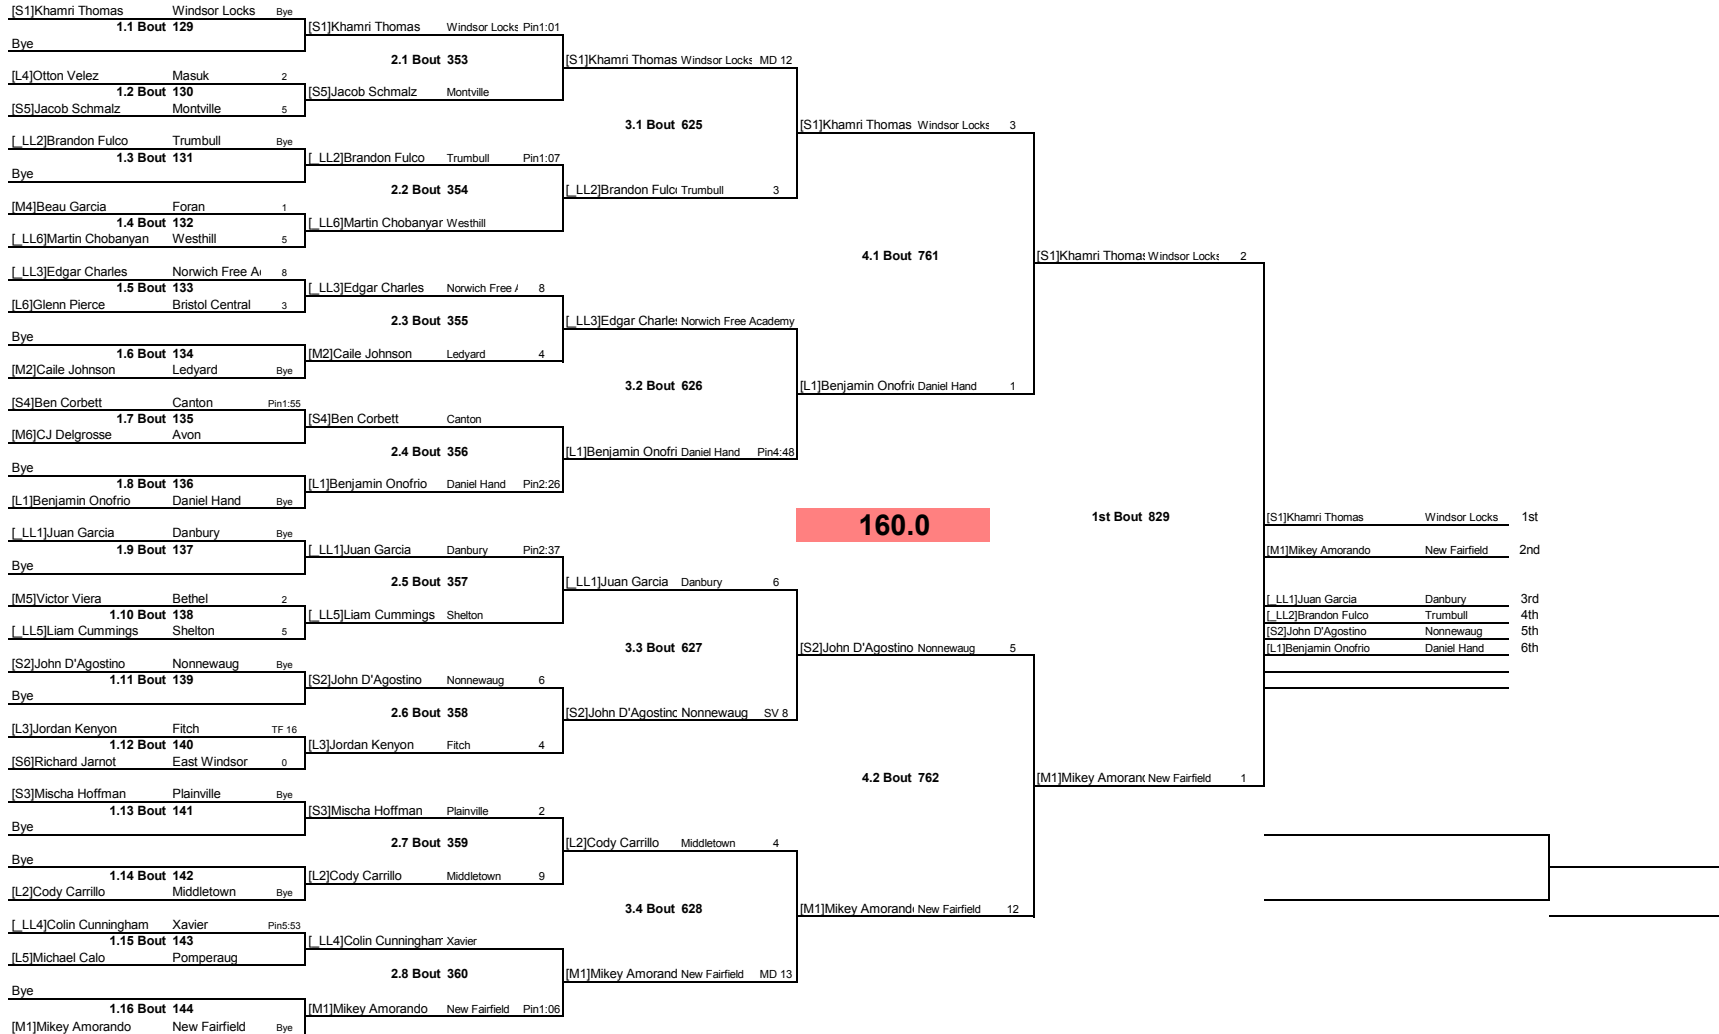 [S1]Khamri Thomas Windsor Locks Bye
1.1 Bout 129
Bye
[L4]Otton Velez Masuk 2
1.2 Bout 130
[S5]Jacob Schmalz Montville 5
[_LL2]Brandon Fulco Trumbull Bye
1.3 Bout 131
Bye
[M4]Beau Garcia Foran 1
1.4 Bout 132
[_LL6]Martin Chobanyan Westhill 5
[_LL3]Edgar Charles Norwich Free A 8
1.5 Bout 133
[L6]Glenn Pierce Bristol Central 3
Bye
1.6 Bout 134
[M2]Caile Johnson Ledyard Bye
[S4]Ben Corbett Canton Pin1:55
1.7 Bout 135
[M6]CJ Delgrosse Avon
Bye
1.8 Bout 136
[L1]Benjamin Onofrio Daniel Hand Bye
[_LL1]Juan Garcia Danbury Bye
1.9 Bout 137
Bye
[M5]Victor Viera Bethel 2
1.10 Bout 138
[_LL5]Liam Cummings Shelton 5
[S2]John D'Agostino Nonnewaug Bye
1.11 Bout 139
Bye
[L3]Jordan Kenyon Fitch TF 16
1.12 Bout 140
[S6]Richard Jarnot East Windsor 0
[S3]Mischa Hoffman Plainville Bye
1.13 Bout 141
Bye
Bye
1.14 Bout 142
[L2]Cody Carrillo Middletown Bye
[_LL4]Colin Cunningham Xavier Pin5:53
1.15 Bout 143
[L5]Michael Calo Pomperaug
Bye
1.16 Bout 144
[M1]Mikey Amorando New Fairfield Bye
[S1]Khamri Thomas Windsor Locks Pin1:01
2.1 Bout 353
[S5]Jacob Schmalz Montville
[_LL2]Brandon Fulco Trumbull Pin1:07
2.2 Bout 354
[_LL6]Martin Chobanyar Westhill
[_LL3]Edgar Charles Norwich Free A 8
2.3 Bout 355
[M2]Caile Johnson Ledyard 4
[S4]Ben Corbett Canton
2.4 Bout 356
[L1]Benjamin Onofrio Daniel Hand Pin2:26
[_LL1]Juan Garcia Danbury Pin2:37
2.5 Bout 357
[_LL5]Liam Cummings Shelton
[S2]John D'Agostino Nonnewaug 6
2.6 Bout 358
[L3]Jordan Kenyon Fitch 4
[S3]Mischa Hoffman Plainville 2
2.7 Bout 359
[L2]Cody Carrillo Middletown 9
[_LL4]Colin Cunningham Xavier
2.8 Bout 360
[M1]Mikey Amorando New Fairfield Pin1:06
[S1]Khamri Thomas Windsor Locks MD 12
3.1 Bout 625
[_LL2]Brandon Fulco Trumbull 3
[_LL3]Edgar Charles Norwich Free Academy
3.2 Bout 626
[L1]Benjamin Onofri Daniel Hand Pin4:48
[_LL1]Juan Garcia Danbury 6
3.3 Bout 627
[S2]John D'Agostino Nonnewaug SV 8
[L2]Cody Carrillo Middletown 4
3.4 Bout 628
[M1]Mikey Amorand New Fairfield MD 13
[S1]Khamri Thomas Windsor Locks 3
4.1 Bout 761
[L1]Benjamin Onofri Daniel Hand 1
160.0
[S2]John D'Agostino Nonnewaug 5
4.2 Bout 762
[M1]Mikey Amorand New Fairfield 12
[S1]Khamri Thomas Windsor Locks 2
1st Bout 829
[M1]Mikey Amorand New Fairfield 1
[S1]Khamri Thomas Windsor Locks 1st
[M1]Mikey Amorando New Fairfield 2nd
[_LL1]Juan Garcia Danbury 3rd
[_LL2]Brandon Fulco Trumbull 4th
[S2]John D'Agostino Nonnewaug 5th
[L1]Benjamin Onofrio Daniel Hand 6th